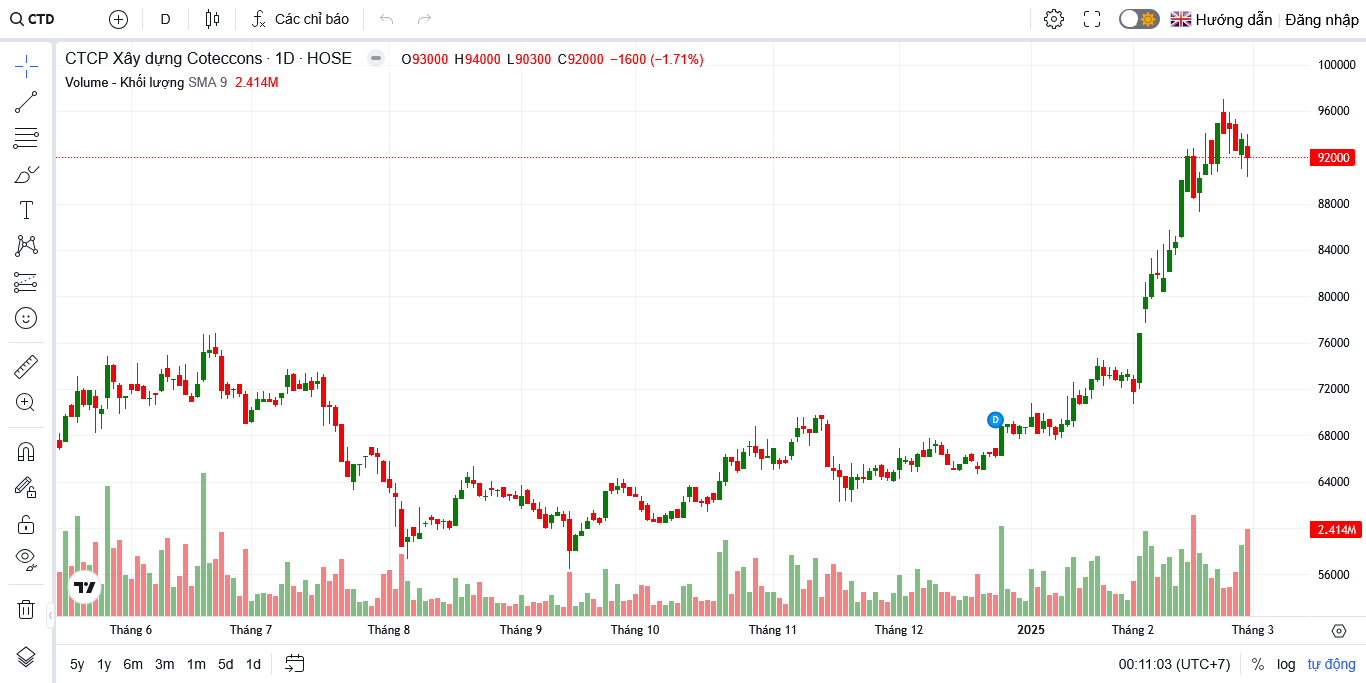 CTD D Các chỉ báo Hướng dẫn Đăng nhập
CTCP Xây dựng Coteccons · 1D · HOSE O93000 H94000 L90300 C92000 −1600 (−1.71%)
Volume - Khối lượng SMA 9 2.414M
100000
96000
92000
88000
84000
80000
76000
72000
68000
64000
2.414M
56000
D
Tháng 6 Tháng 7 Tháng 8 Tháng 9 Tháng 10 Tháng 11 Tháng 12 2025 Tháng 2 Tháng 3
5y 1y 6m 3m 1m 5d 1d 00:11:03 (UTC+7) % log tự động